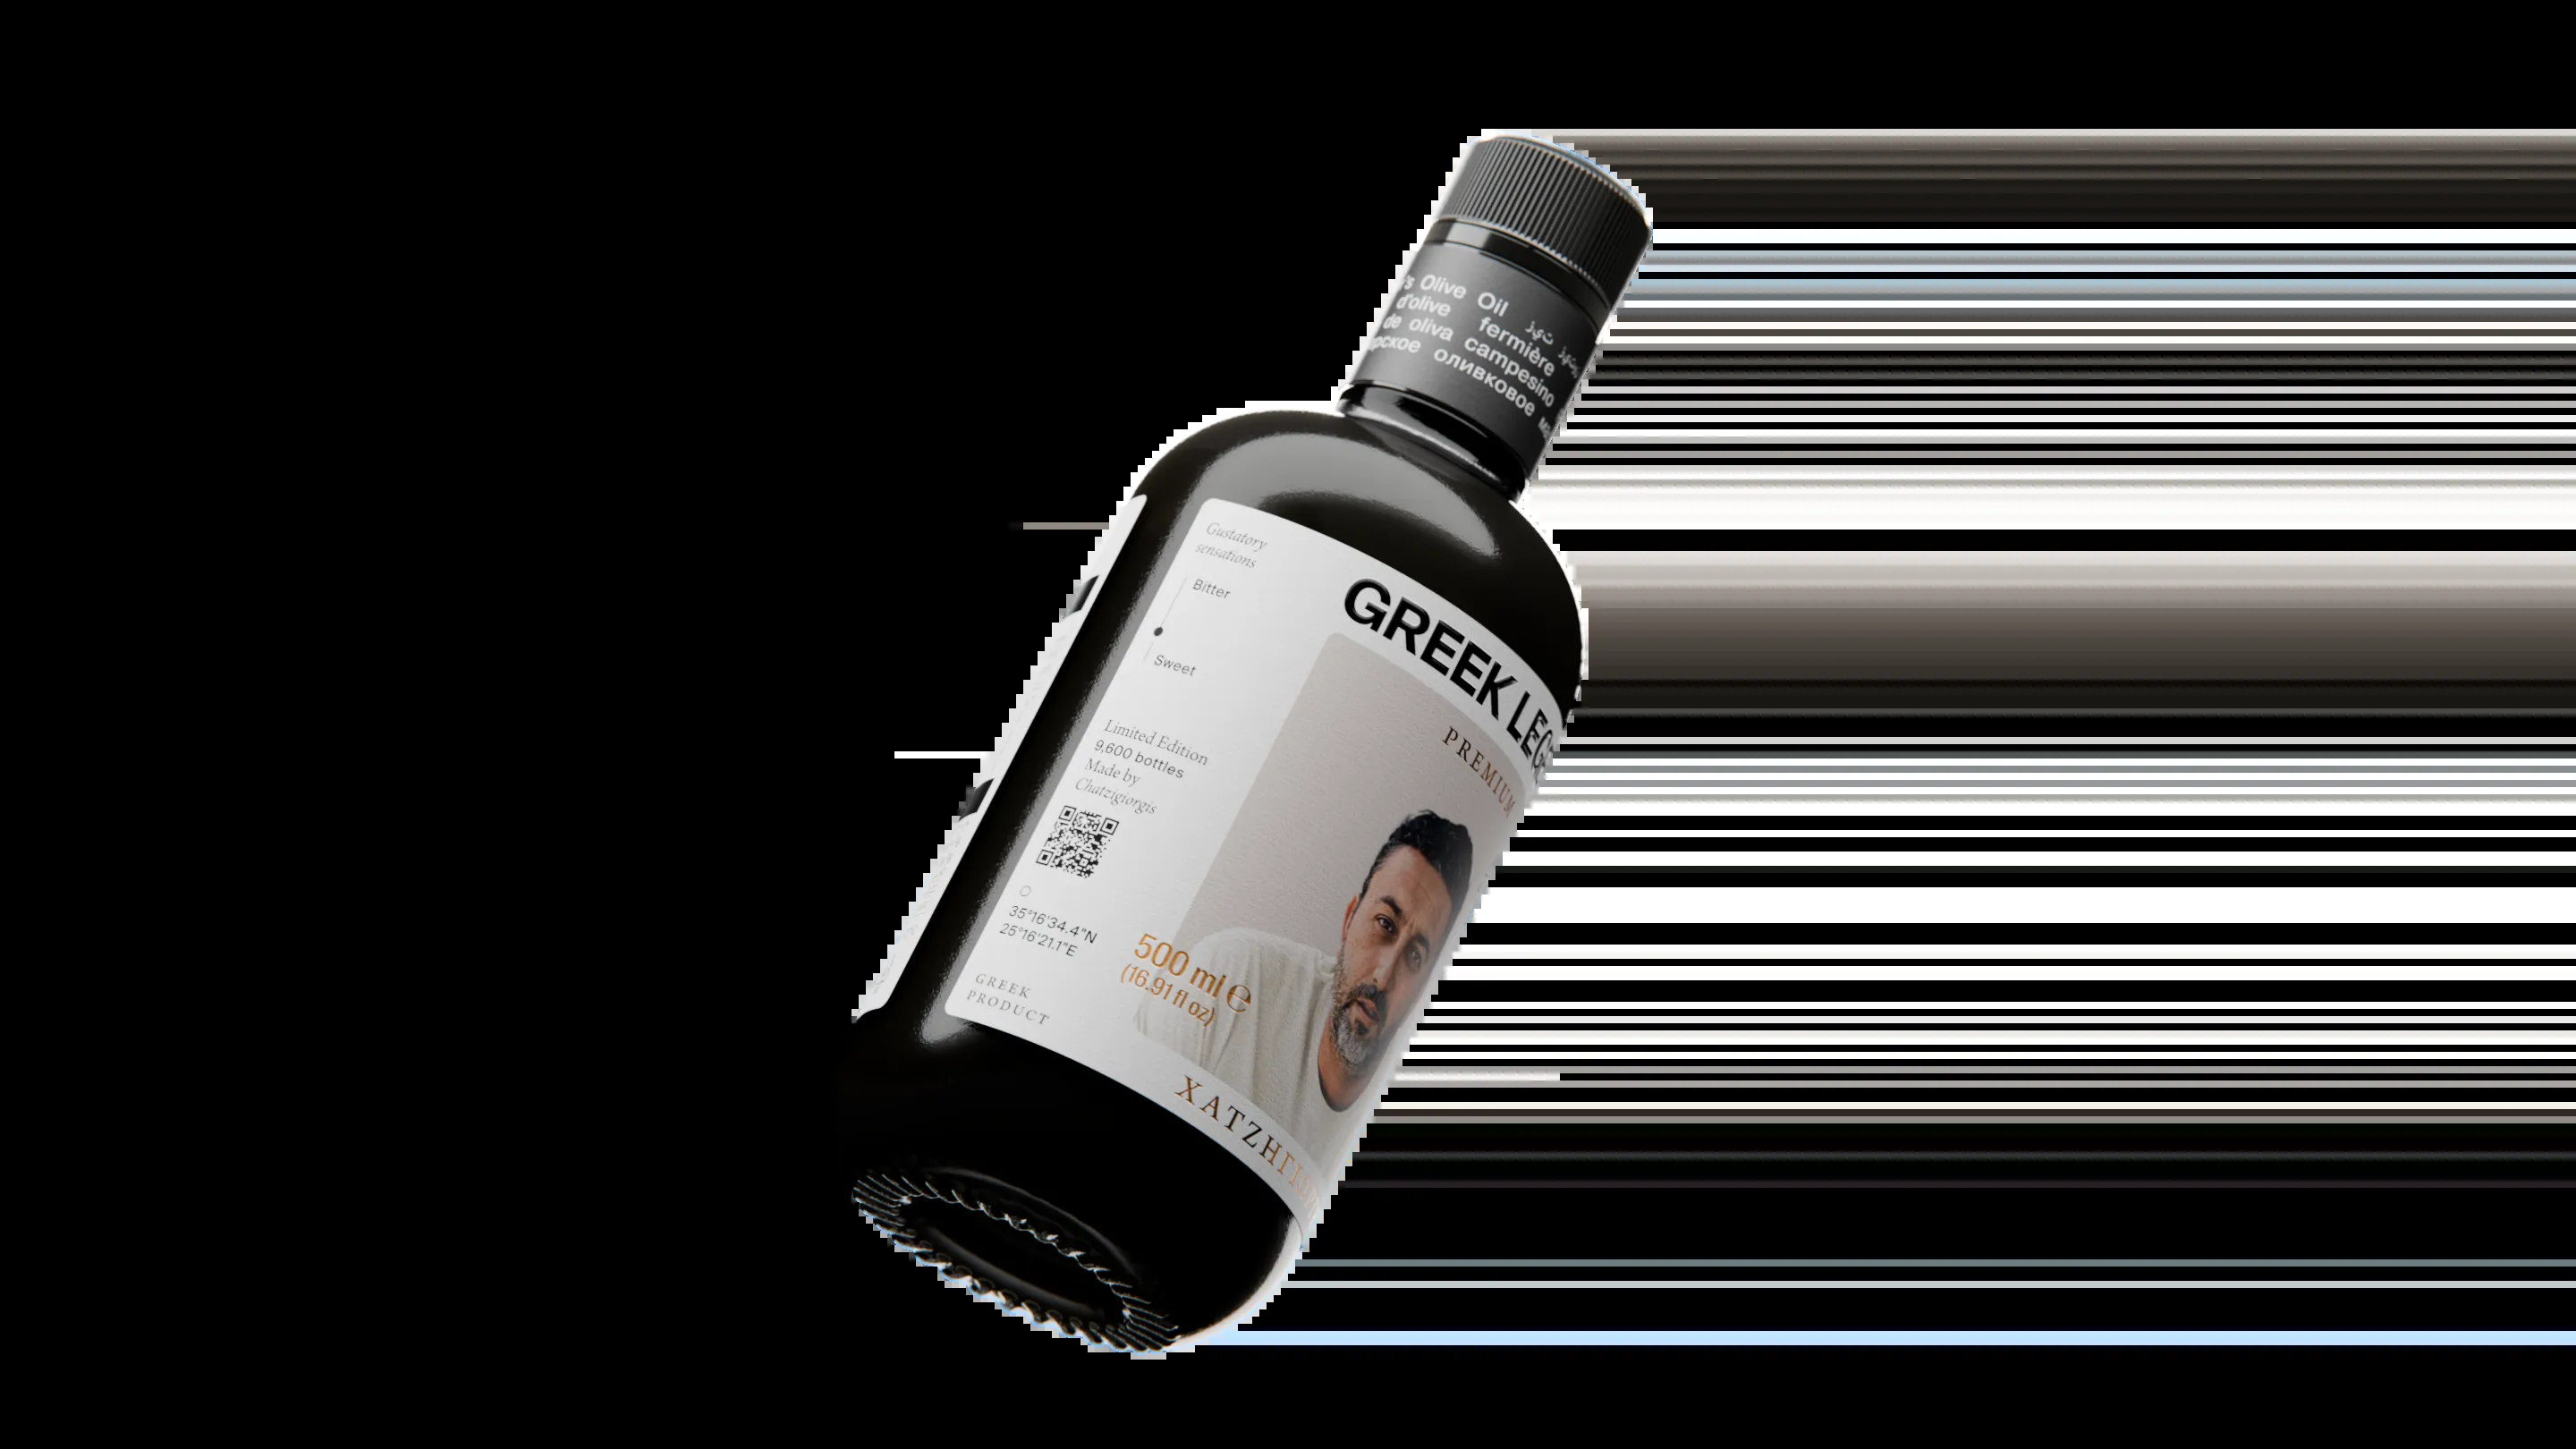 Olive Oil زيت
d'olive fermière
de oliva campesino
оливковое
Gustatory
sensations
Bitter
Sweet
GREEK
PREMIUM
Limited Edition
9,600 bottles
Made by
Chatzigiorgis
35°16'34.4"N
25°16'21.1"E
500 ml ℮
(16.91 fl oz)
GREEK
PRODUCT